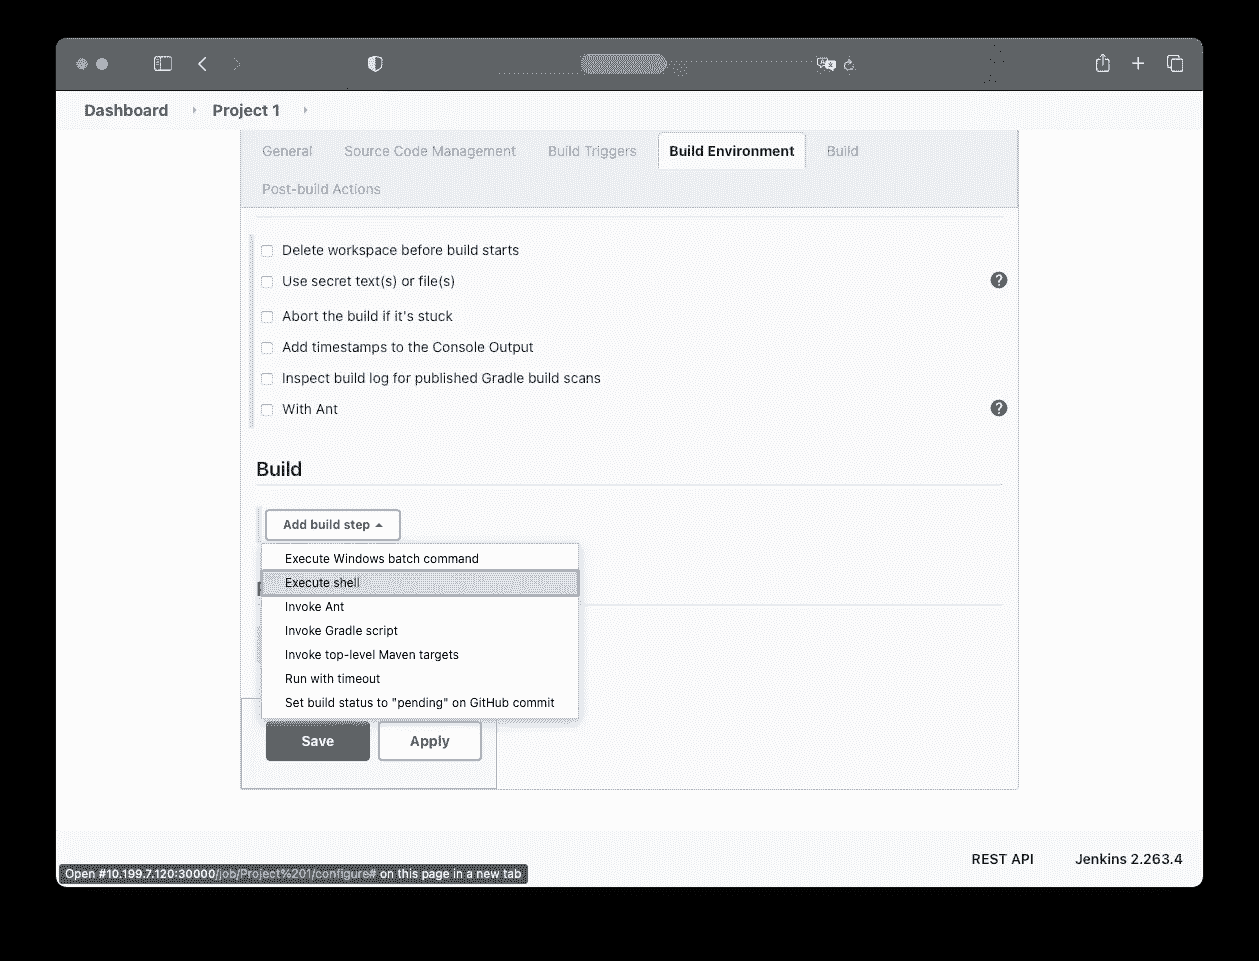 Dashboard Project 1
General Source Code Management Build Triggers Build Environment Build
Post-build Actions
Delete workspace before build starts
Use secret text(s) or file(s) ?
Abort the build if it's stuck
Add timestamps to the Console Output
Inspect build log for published Gradle build scans
With Ant ?
Build
Add build step
Execute Windows batch command
Execute shell
Invoke Ant
Invoke Gradle script
Invoke top-level Maven targets
Run with timeout
Set build status to "pending" on GitHub commit
Save Apply
REST API Jenkins 2.263.4
Open #10.199.7.120:30000/job/Project%201/configure# on this page in a new tab